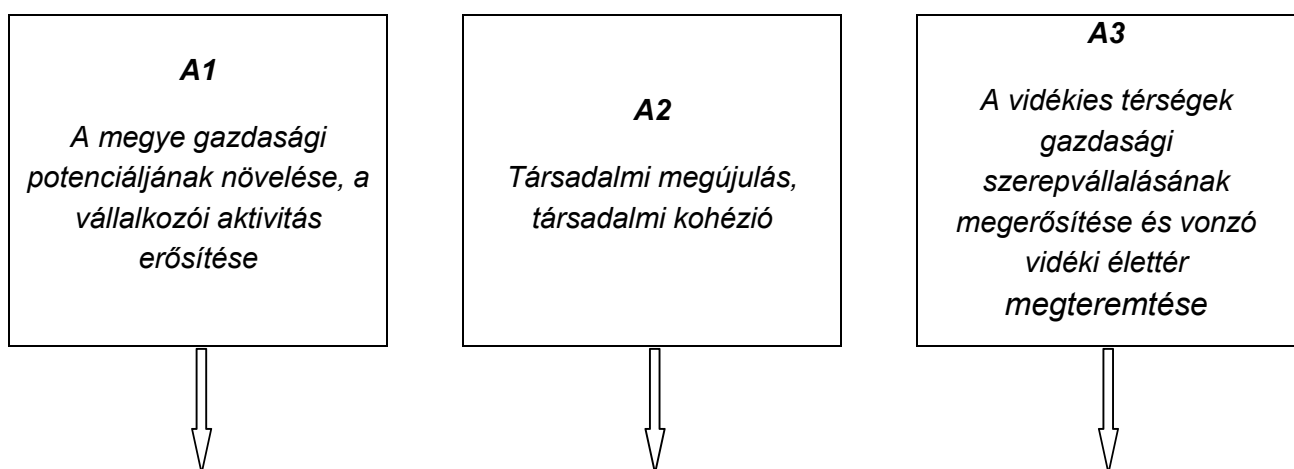 A1
A megye gazdasági
potenciáljának növelése, a
vállalkozói aktivitás
erősítése
A2
Társadalmi megújulás,
társadalmi kohézió
A3
A vidékies térségek
gazdasági
szerepvállalásának
megerősítése és vonzó
vidéki élettér
megteremtése